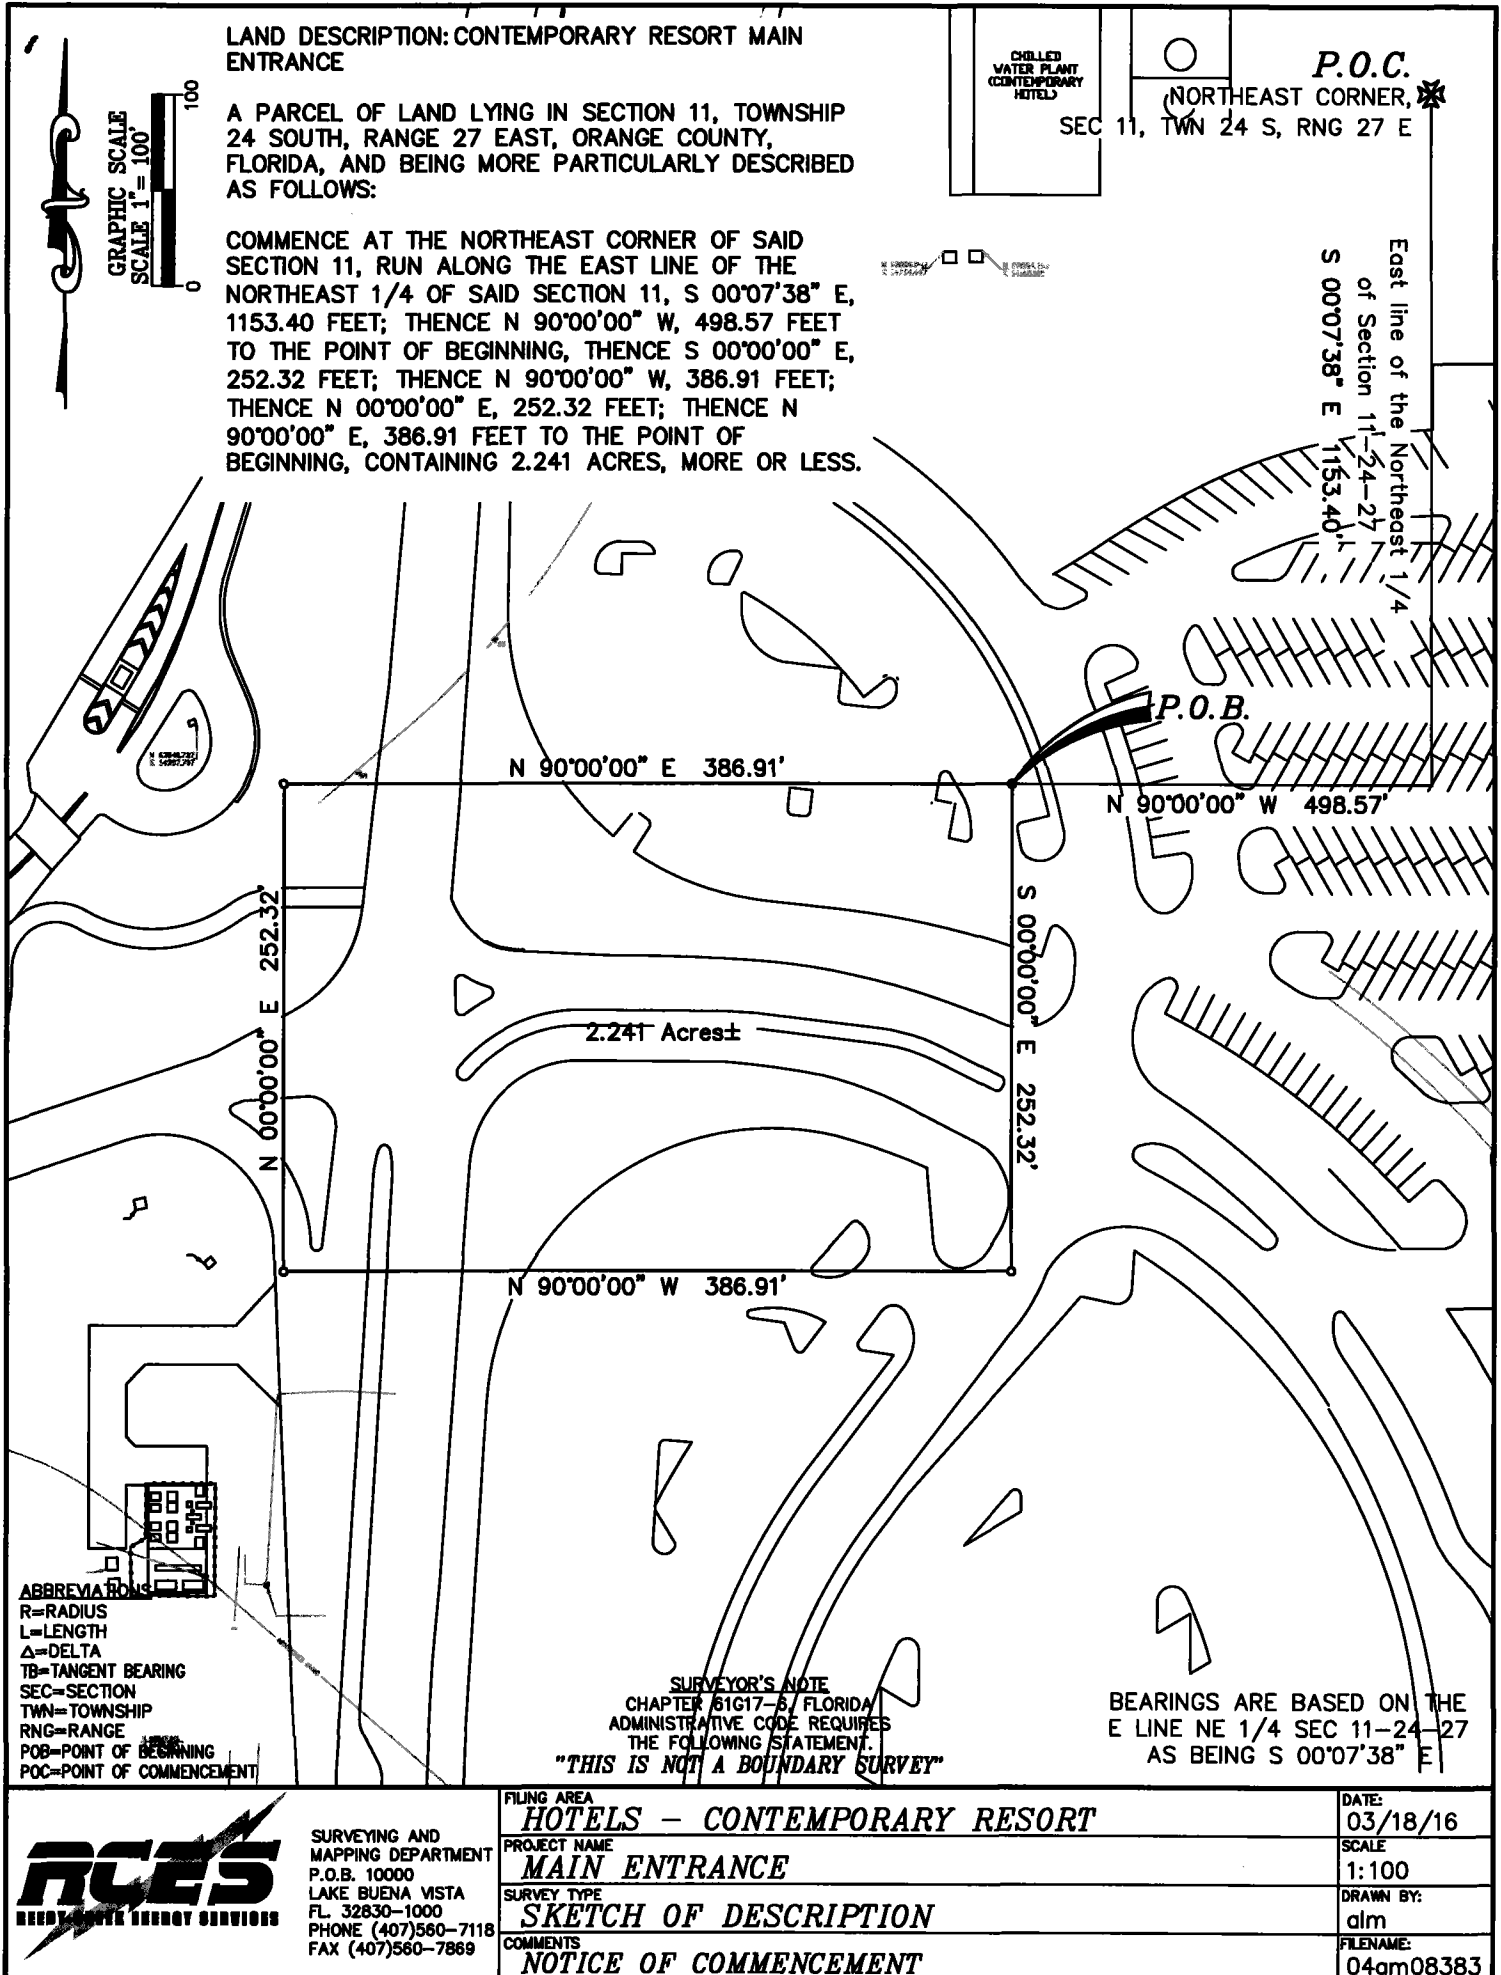 LAND DESCRIPTION: CONTEMPORARY RESORT MAIN
ENTRANCE
A PARCEL OF LAND LYING IN SECTION 11, TOWNSHIP
24 SOUTH, RANGE 27 EAST, ORANGE COUNTY,
FLORIDA, AND BEING MORE PARTICULARLY DESCRIBED
AS FOLLOWS:
COMMENCE AT THE NORTHEAST CORNER OF SAID
SECTION 11, RUN ALONG THE EAST LINE OF THE
NORTHEAST 1/4 OF SAID SECTION 11, S 00°07'38" E,
1153.40 FEET; THENCE N 90°00'00" W, 498.57 FEET
TO THE POINT OF BEGINNING, THENCE S 00°00'00" E,
252.32 FEET; THENCE N 90°00'00" W, 386.91 FEET;
THENCE N 00°00'00" E, 252.32 FEET; THENCE N
90°00'00" E, 386.91 FEET TO THE POINT OF
BEGINNING, CONTAINING 2.241 ACRES, MORE OR LESS.
GRAPHIC SCALE
SCALE 1"= 100'
100
0
CHILLED
WATER PLANT
(CONTEMPORARY
HOTEL)
P.O.C.
NORTHEAST CORNER,
SEC 11, TWN 24 S, RNG 27 E
East line of the Northeast 1/4
of Section 11-24-27
S 00°07'38" E 1153.40'
P.O.B.
N 90°00'00" E 386.91'
N 90°00'00" W 498.57'
N 00°00'00" E 252.32'
S 00°00'00" E 252.32'
2.241 Acres±
N 90°00'00" W 386.91'
ABBREVIATIONS
R=RADIUS
L=LENGTH
Δ=DELTA
TB=TANGENT BEARING
SEC=SECTION
TWN=TOWNSHIP
RNG=RANGE
POB=POINT OF BEGINNING
POC=POINT OF COMMENCEMENT
SURVEYOR'S NOTE
CHAPTER 61G17-6, FLORIDA
ADMINISTRATIVE CODE REQUIRES
THE FOLLOWING STATEMENT.
"THIS IS NOT A BOUNDARY SURVEY"
BEARINGS ARE BASED ON THE
E LINE NE 1/4 SEC 11-24-27
AS BEING S 00°07'38" E
RCES
REEDY CREEK ENERGY SERVICES
SURVEYING AND
MAPPING DEPARTMENT
P.O.B. 10000
LAKE BUENA VISTA
FL. 32830-1000
PHONE (407)560-7118
FAX (407)560-7869
FILING AREA
HOTELS - CONTEMPORARY RESORT
PROJECT NAME
MAIN ENTRANCE
SURVEY TYPE
SKETCH OF DESCRIPTION
COMMENTS
NOTICE OF COMMENCEMENT
DATE:
03/18/16
SCALE
1:100
DRAWN BY:
alm
FILENAME:
04am08383